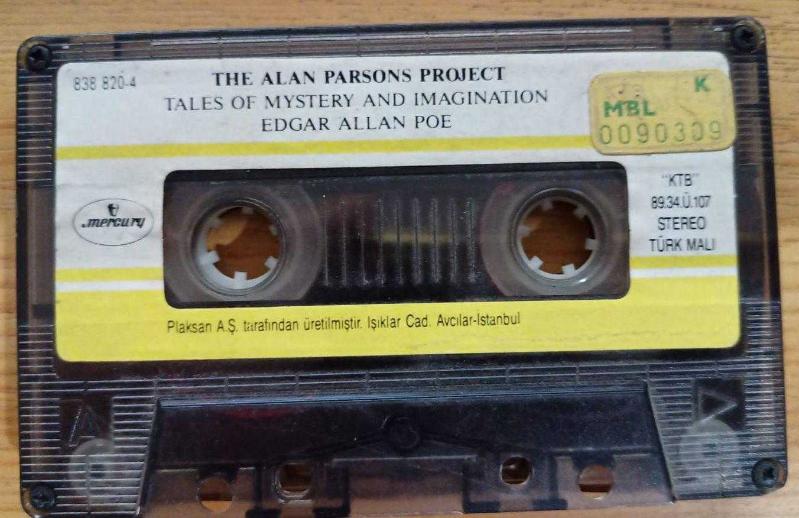 838 820-4
THE ALAN PARSONS PROJECT
TALES OF MYSTERY AND IMAGINATION
EDGAR ALLAN POE
K
MBL
0090309
mercury
"KTB"
89.34.Ü.107
STEREO
TÜRK MALI
Plaksan A.Ş. tarafından üretilmiştir. Işıklar Cad. Avcılar-Istanbul
A